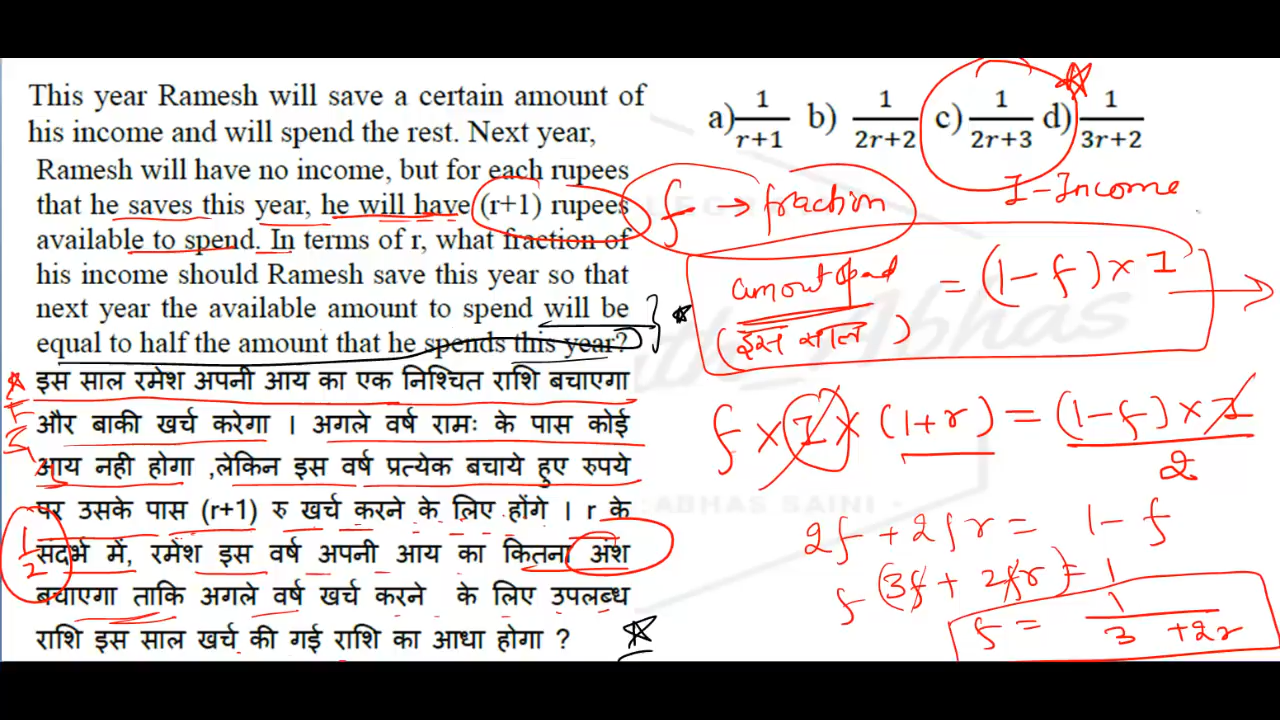 This year Ramesh will save a certain amount of
his income and will spend the rest. Next year,
Ramesh will have no income, but for each rupees
that he saves this year, he will have (r+1) rupees
available to spend. In terms of r, what fraction of
his income should Ramesh save this year so that
next year the available amount to spend will be
equal to half the amount that he spends this year?
इस साल रमेश अपनी आय का एक निश्चित राशि बचाएगा
और बाकी खर्च करेगा । अगले वर्ष रामः के पास कोई
आय नही होगा ,लेकिन इस वर्ष प्रत्येक बचाये हुए रुपये
पर उसके पास (r+1) रु खर्च करने के लिए होंगे । r के
सदर्भ में, रमेश इस वर्ष अपनी आय का कितना अंश
बचाएगा ताकि अगले वर्ष खर्च करने के लिए उपलब्ध
राशि इस साल खर्च की गई राशि का आधा होगा ?
1/2
a) 1/(r+1) b) 1/(2r+2) c) 1/(2r+3) d) 1/(3r+2)
I-Income
f → fraction
= (1-f) × I
(इस साल)
f × I × (1+r) = (1-f) × I / 2
2f + 2fr = 1 - f
f (3f + 2fr) = 1
f = 1 / 3 + 2r
ABHAS SAINI -